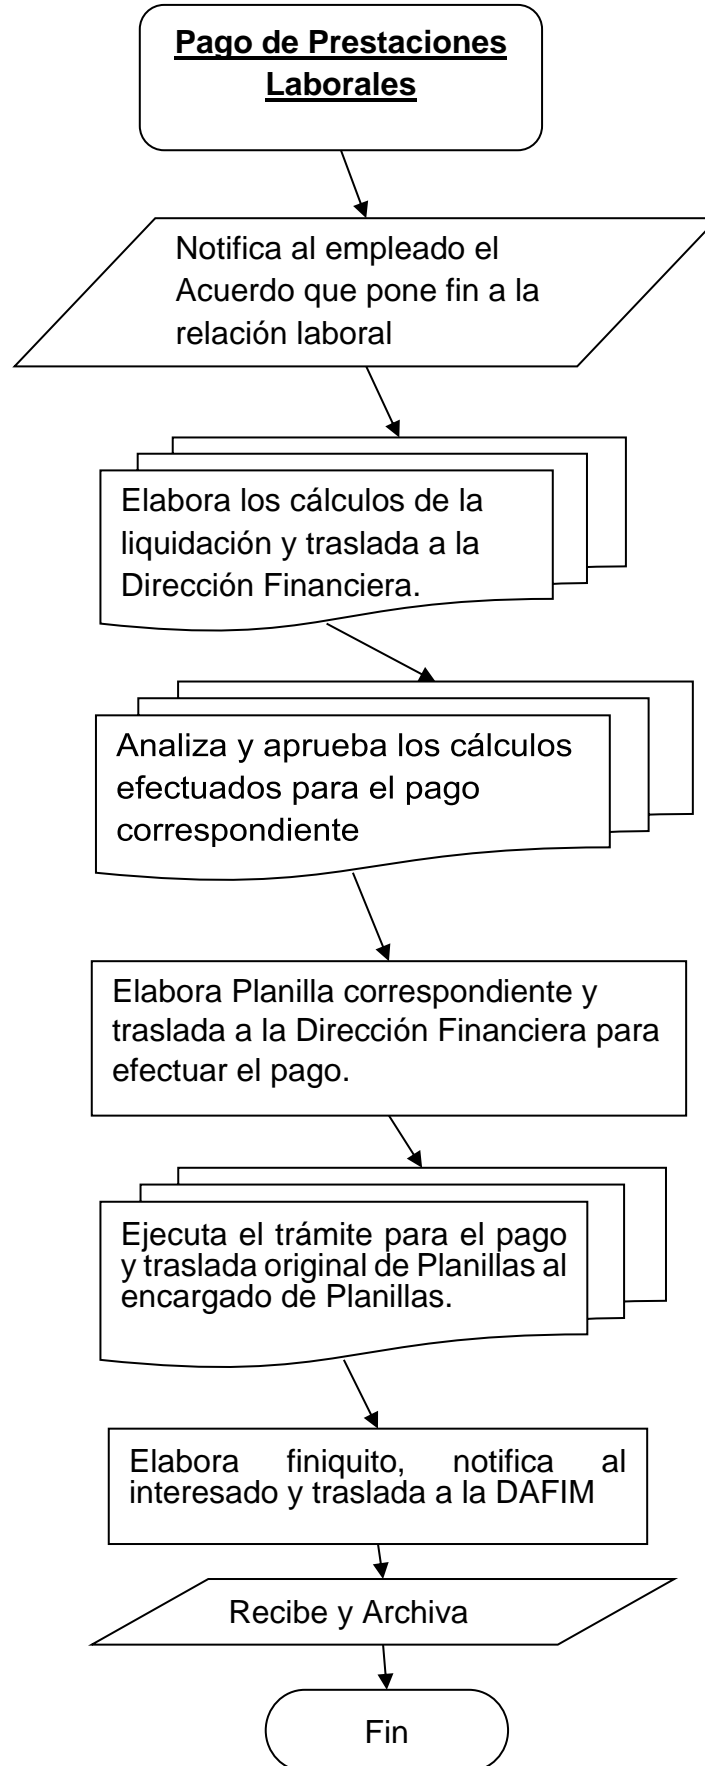 Pago de Prestaciones
Laborales
Notifica al empleado el
Acuerdo que pone fin a la
relación laboral
Elabora los cálculos de la
liquidación y traslada a la
Dirección Financiera.
Analiza y aprueba los cálculos
efectuados para el pago
correspondiente
Elabora Planilla correspondiente y
traslada a la Dirección Financiera para
efectuar el pago.
Ejecuta el trámite para el pago
y traslada original de Planillas al
encargado de Planillas.
Elabora finiquito, notifica al
interesado y traslada a la DAFIM
Recibe y Archiva
Fin